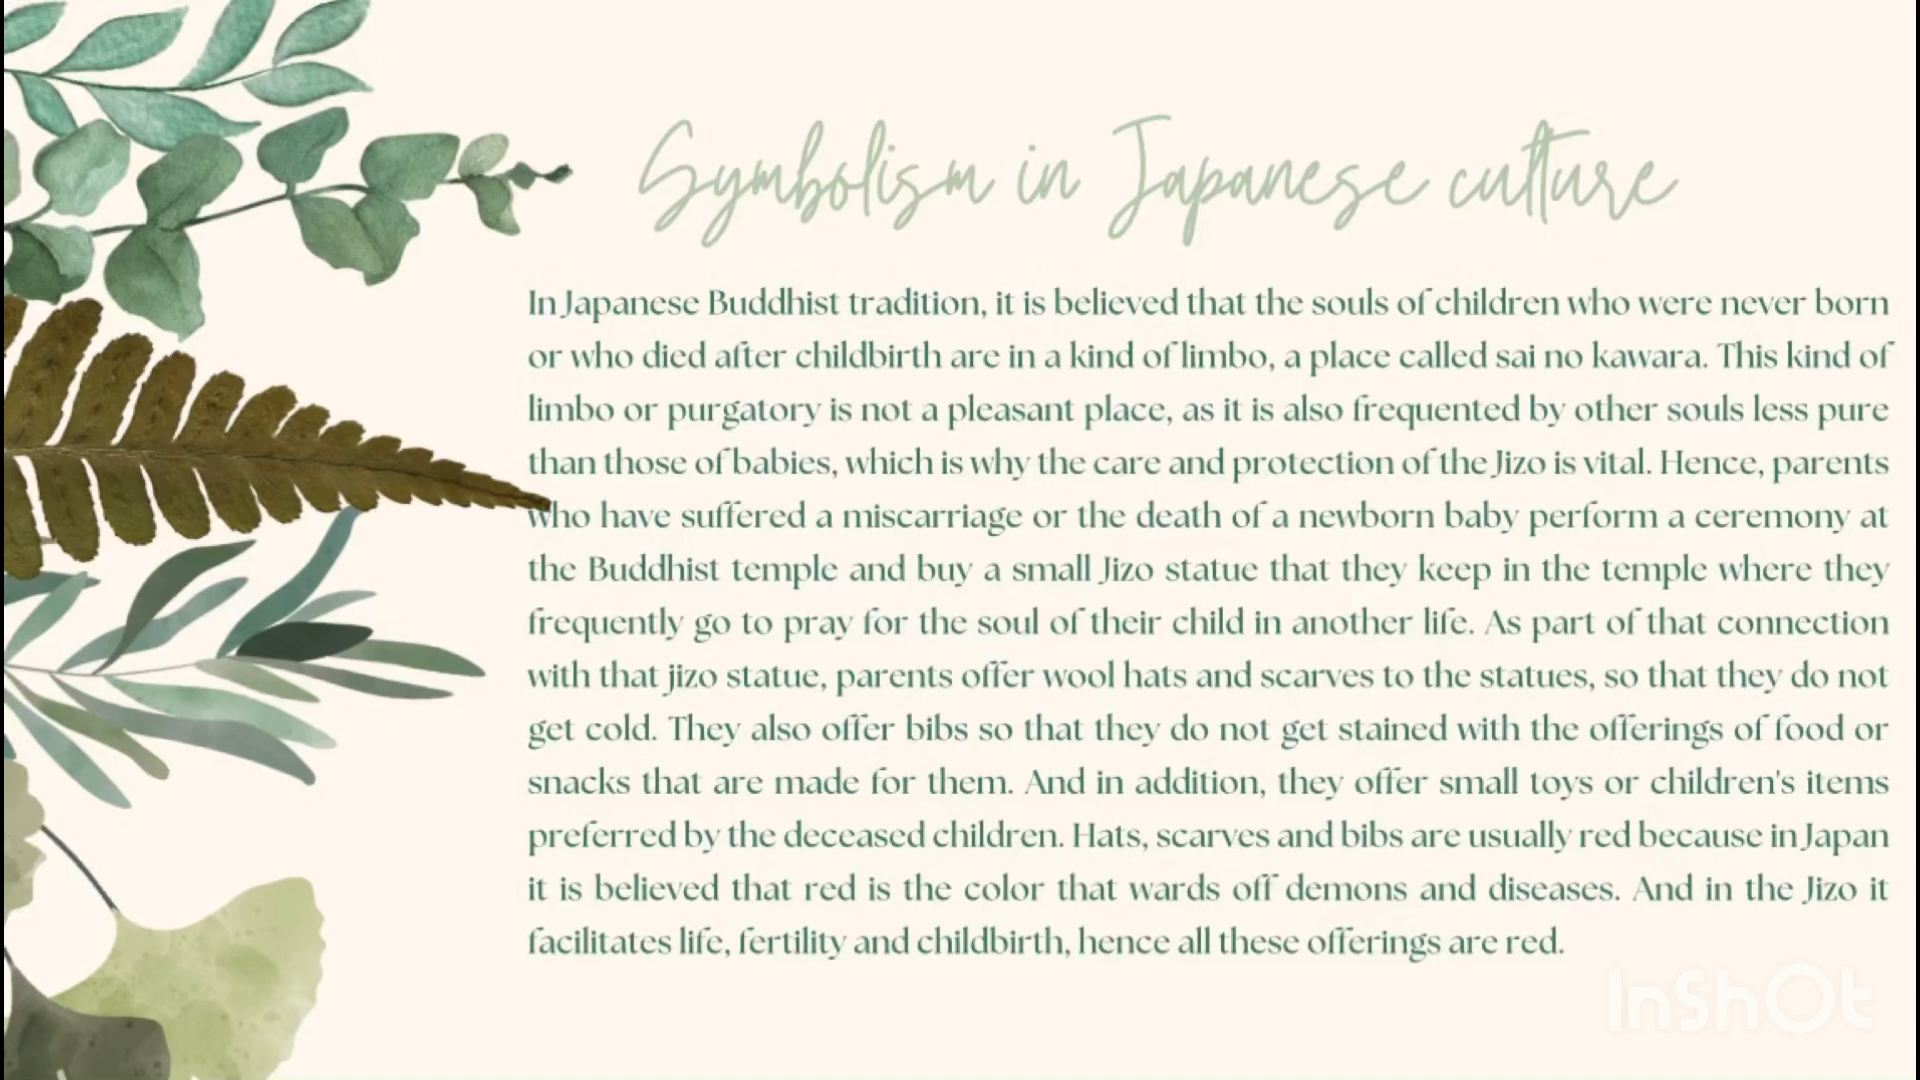 Symbolism in Japanese culture
In Japanese Buddhist tradition, it is believed that the souls of children who were never born
or who died after childbirth are in a kind of limbo, a place called sai no kawara. This kind of
limbo or purgatory is not a pleasant place, as it is also frequented by other souls less pure
than those of babies, which is why the care and protection of the Jizo is vital. Hence, parents
who have suffered a miscarriage or the death of a newborn baby perform a ceremony at
the Buddhist temple and buy a small Jizo statue that they keep in the temple where they
frequently go to pray for the soul of their child in another life. As part of that connection
with that jizo statue, parents offer wool hats and scarves to the statues, so that they do not
get cold. They also offer bibs so that they do not get stained with the offerings of food or
snacks that are made for them. And in addition, they offer small toys or children's items
preferred by the deceased children. Hats, scarves and bibs are usually red because in Japan
it is believed that red is the color that wards off demons and diseases. And in the Jizo it
facilitates life, fertility and childbirth, hence all these offerings are red.
InShOt